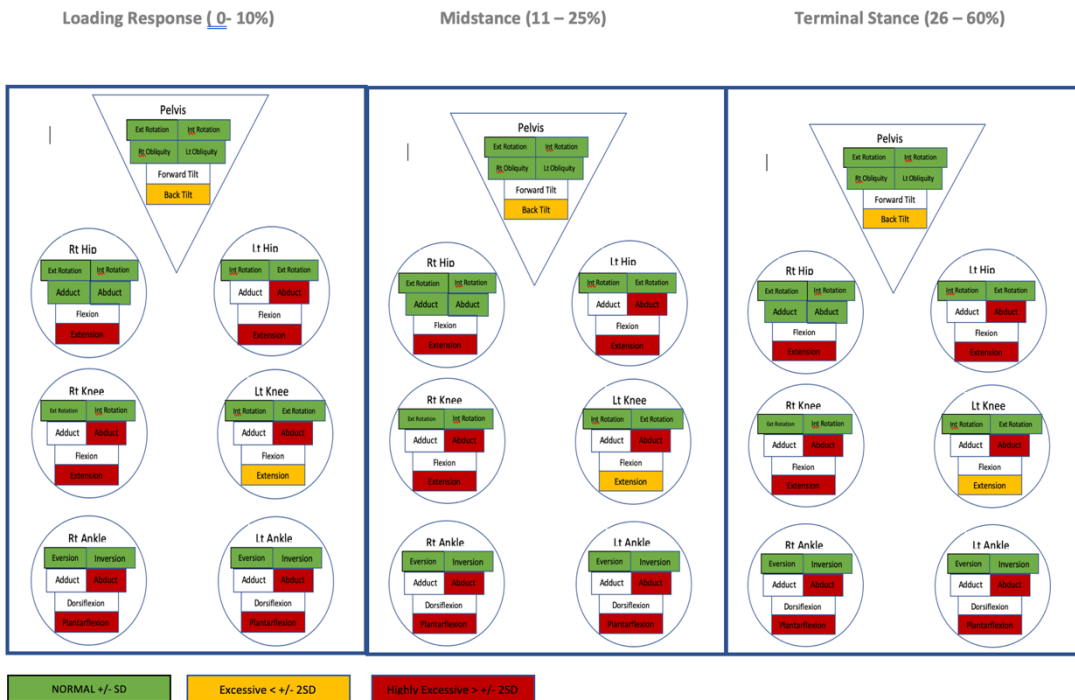 Loading Response ( 0- 10%)
Midstance (11 – 25%)
Terminal Stance (26 – 60%)
Pelvis
Ext Rotation Int Rotation
Rt Obliquity Lt Obliquity
Forward Tilt
Back Tilt
Rt Hip
Ext Rotation Int Rotation
Adduct Abduct
Flexion
Extension
Lt Hip
Int Rotation Ext Rotation
Adduct Abduct
Flexion
Extension
Rt Knee
Ext Rotation Int Rotation
Adduct Abduct
Flexion
Extension
Lt Knee
Int Rotation Ext Rotation
Adduct Abduct
Flexion
Extension
Rt Ankle
Eversion Inversion
Adduct Abduct
Dorsiflexion
Plantarflexion
Lt Ankle
Eversion Inversion
Adduct Abduct
Dorsiflexion
Plantarflexion
Pelvis
Ext Rotation Int Rotation
Rt Obliquity Lt Obliquity
Forward Tilt
Back Tilt
Rt Hip
Ext Rotation Int Rotation
Adduct Abduct
Flexion
Extension
Lt Hip
Int Rotation Ext Rotation
Adduct Abduct
Flexion
Extension
Rt Knee
Ext Rotation Int Rotation
Adduct Abduct
Flexion
Extension
Lt Knee
Int Rotation Ext Rotation
Adduct Abduct
Flexion
Extension
Rt Ankle
Eversion Inversion
Adduct Abduct
Dorsiflexion
Plantarflexion
Lt Ankle
Eversion Inversion
Adduct Abduct
Dorsiflexion
Plantarflexion
Pelvis
Ext Rotation Int Rotation
Rt Obliquity Lt Obliquity
Forward Tilt
Back Tilt
Rt Hip
Ext Rotation Int Rotation
Adduct Abduct
Flexion
Extension
Lt Hip
Int Rotation Ext Rotation
Adduct Abduct
Flexion
Extension
Rt Knee
Ext Rotation Int Rotation
Adduct Abduct
Flexion
Extension
Lt Knee
Int Rotation Ext Rotation
Adduct Abduct
Flexion
Extension
Rt Ankle
Eversion Inversion
Adduct Abduct
Dorsiflexion
Plantarflexion
Lt Ankle
Eversion Inversion
Adduct Abduct
Dorsiflexion
Plantarflexion
NORMAL +/- SD
Excessive < +/- 2SD
Highly Excessive > +/- 2SD